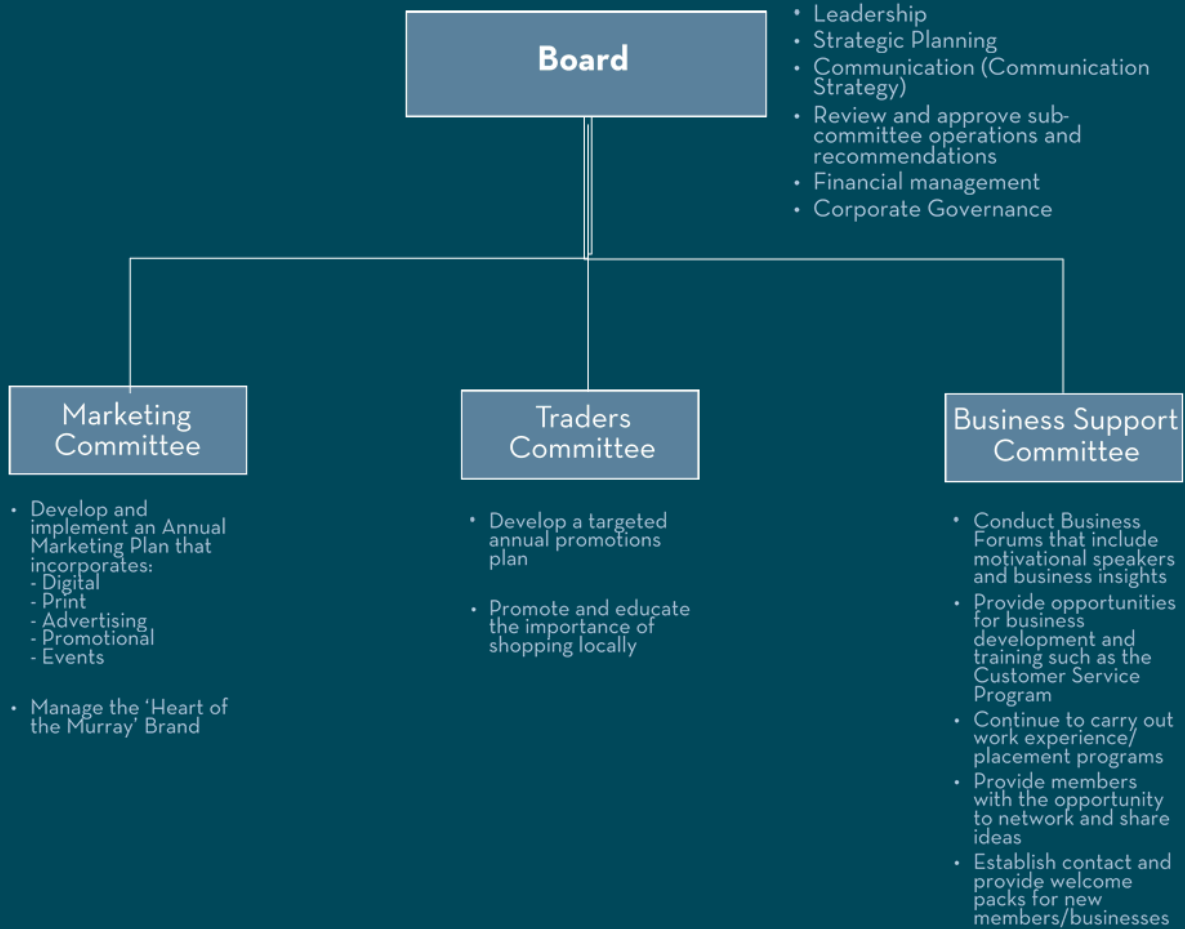 Board
• Leadership
• Strategic Planning
• Communication (Communication
Strategy)
• Review and approve sub-
committee operations and
recommendations
• Financial management
• Corporate Governance
Marketing
Committee
• Develop and
implement an Annual
Marketing Plan that
incorporates:
- Digital
- Print
- Advertising
- Promotional
- Events
• Manage the ‘Heart of
the Murray’ Brand
Traders
Committee
• Develop a targeted
annual promotions
plan
• Promote and educate
the importance of
shopping locally
Business Support
Committee
• Conduct Business
Forums that include
motivational speakers
and business insights
• Provide opportunities
for business
development and
training such as the
Customer Service
Program
• Continue to carry out
work experience/
placement programs
• Provide members
with the opportunity
to network and share
ideas
• Establish contact and
provide welcome
packs for new
members/businesses